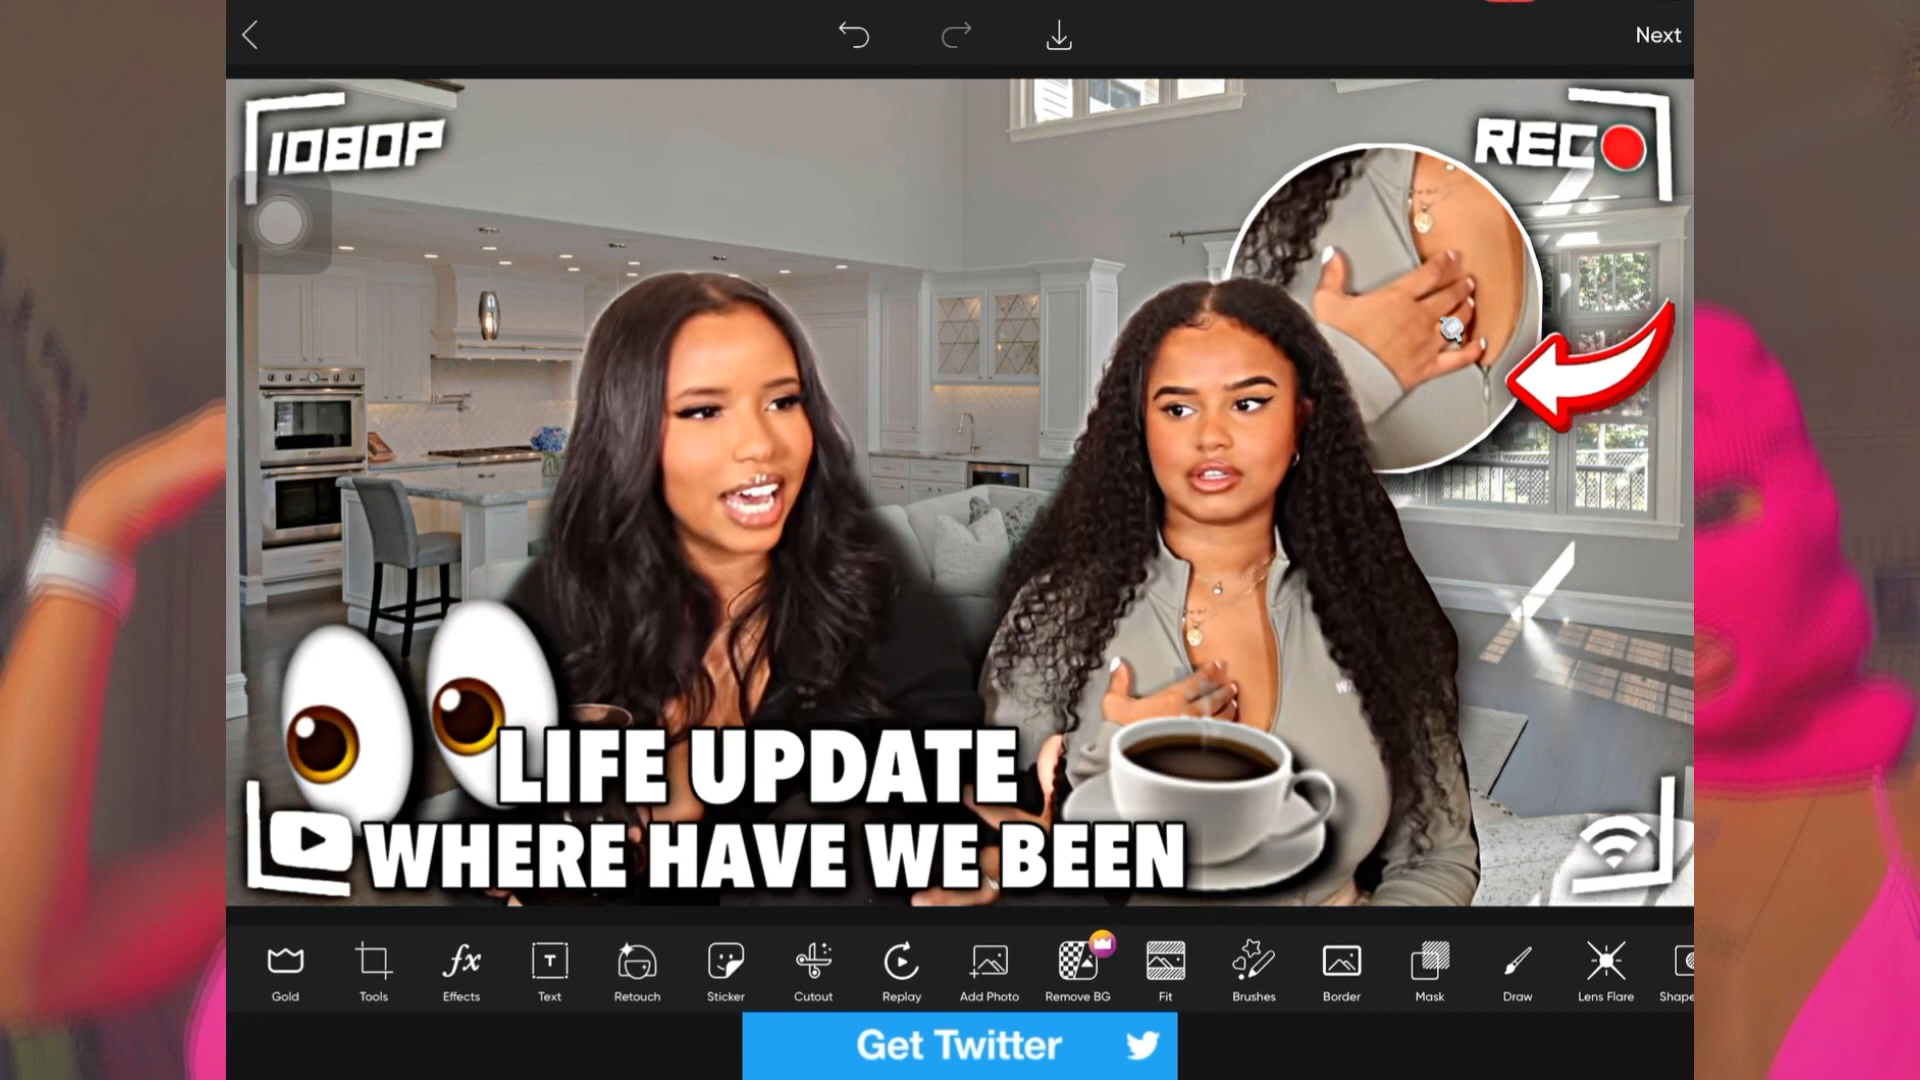 Next
1080P
REC
LIFE UPDATE
WHERE HAVE WE BEEN
Gold
Tools
Effects
Text
Retouch
Sticker
Cutout
Replay
Add Photo
Remove BG
Fit
Brushes
Border
Mask
Draw
Lens Flare
Shape
Get Twitter